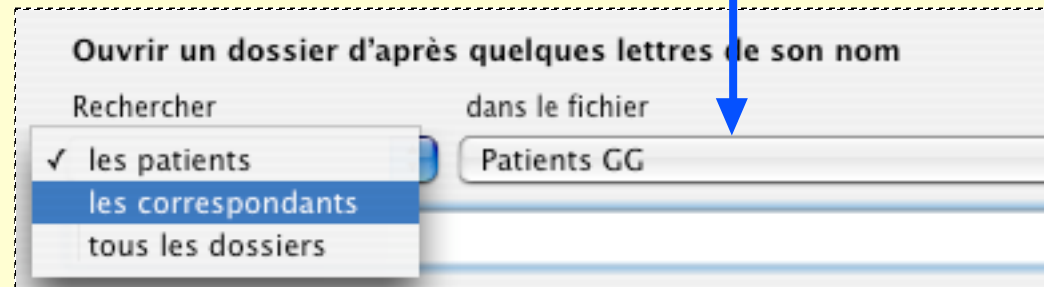 Ouvrir un dossier d'après quelques lettres de son nom
Rechercher dans le fichier
✓ les patients Patients GG
les correspondants
tous les dossiers